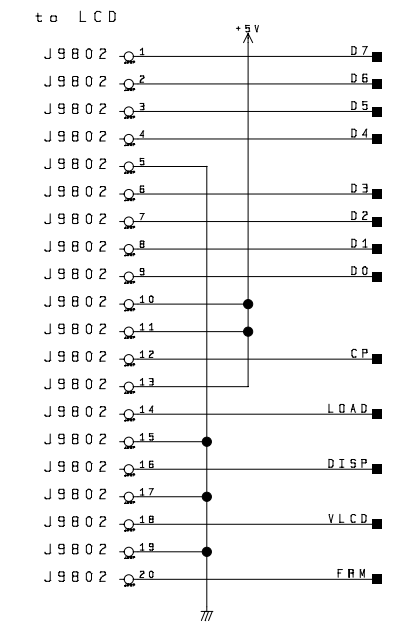 to LCD
+5V
J9802 1 D7
J9802 2 D6
J9802 3 D5
J9802 4 D4
J9802 5
J9802 6 D3
J9802 7 D2
J9802 8 D1
J9802 9 D0
J9802 10
J9802 11
J9802 12 CP
J9802 13
J9802 14 LOAD
J9802 15
J9802 16 DISP
J9802 17
J9802 18 VLCD
J9802 19
J9802 20 FRM